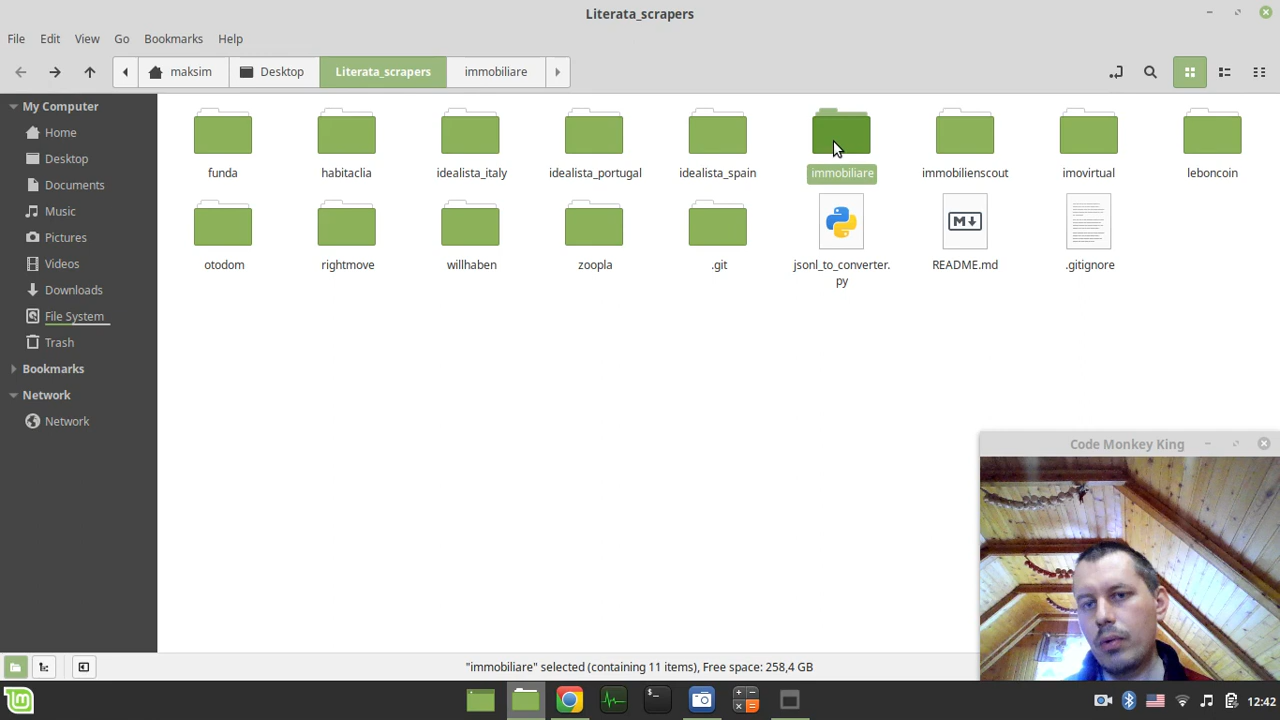 Literata_scrapers
File Edit View Go Bookmarks Help
maksim Desktop Literata_scrapers immobiliare
My Computer
Home
Desktop
Documents
Music
Pictures
Videos
Downloads
File System
Trash
Bookmarks
Network
Network
funda habitaclia idealista_italy idealista_portugal idealista_spain immobiliare immobilienscout imovirtual leboncoin
otodom rightmove willhaben zoopla .git jsonl_to_converter. README.md .gitignore
py
Code Monkey King
"immobiliare" selected (containing 11 items), Free space: 258,4 GB
12:42